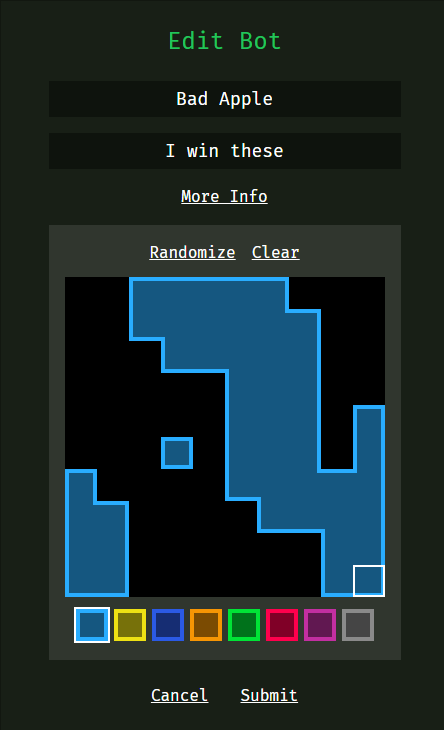 Edit Bot
Bad Apple
I win these
More Info
Randomize Clear
Cancel Submit